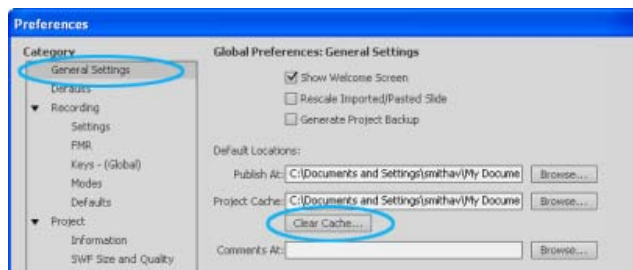 Preferences
Category
General Settings
Defaults
Recording
Settings
FMR
Keys - (Global)
Modes
Defaults
Project
Information
SWF Size and Quality
Global Preferences: General Settings
Show Welcome Screen
Rescale Imported/Pasted Slide
Generate Project Backup
Default Locations:
Publish At: C:\Documents and Settings\smithav\My Docume Browse...
Project Cache: C:\Documents and Settings\smithav\My Docume Browse...
Clear Cache...
Comments At: Browse...